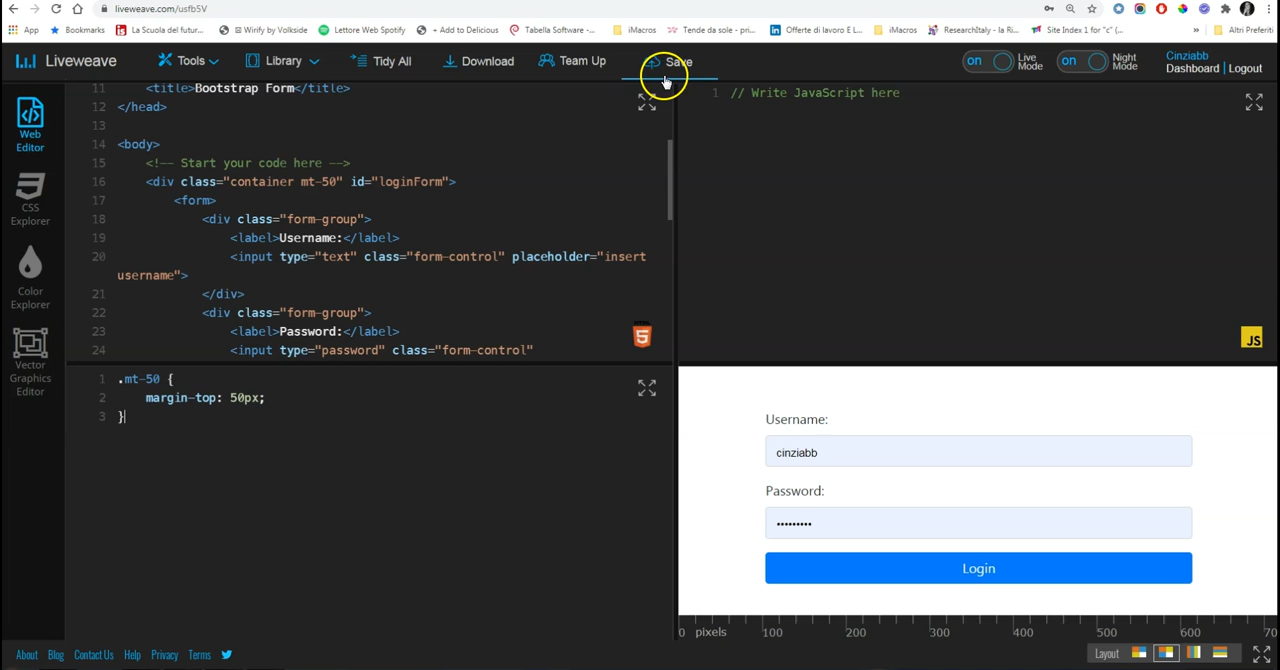 liveweave.com/usfb5V
App Bookmarks La Scuola del futur... Wirify by Volkside Lettore Web Spotify + Add to Delicious Tabella Software -... iMacros Tende da sole - pri... Offerte di lavoro E L... iMacros ResearchItaly - la Ri... Site Index 1 for "c" (... » Altri Preferiti
Liveweave Tools Library Tidy All Download Team Up Save on Live Mode on Night Mode Cinziabb Dashboard | Logout
Web Editor
CSS Explorer
Color Explorer
Vector Graphics Editor
11 <title>Bootstrap Form</title>
12 </head>
13
14 <body>
15 <!-- Start your code here -->
16 <div class="container mt-50" id="loginForm">
17 <form>
18 <div class="form-group">
19 <label>Username:</label>
20 <input type="text" class="form-control" placeholder="insert
username">
21 </div>
22 <div class="form-group">
23 <label>Password:</label>
24 <input type="password" class="form-control"
5
1 // Write JavaScript here
JS
1 .mt-50 {
2 margin-top: 50px;
3 }
Username:
cinziabb
Password:
•••••••••
Login
0 pixels 100 200 300 400 500 600 70
About Blog Contact Us Help Privacy Terms
Layout